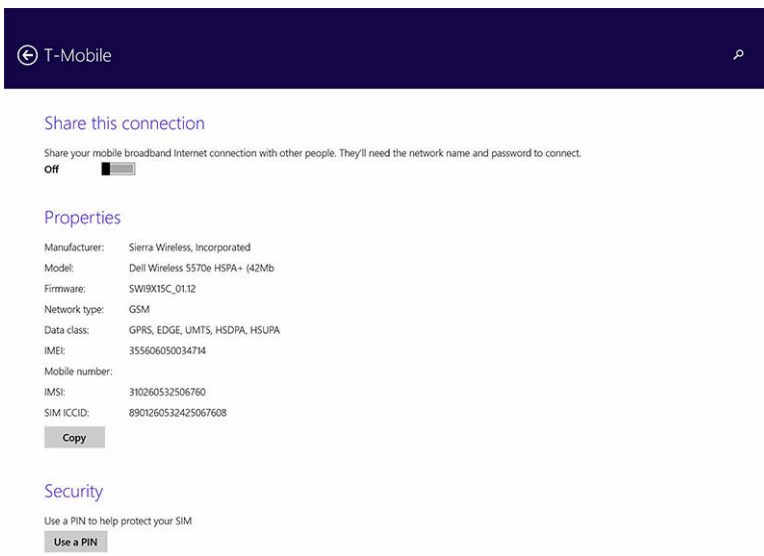 T-Mobile
Share this connection
Share your mobile broadband Internet connection with other people. They'll need the network name and password to connect.
Off
Properties
Manufacturer: Sierra Wireless, Incorporated
Model: Dell Wireless 5570e HSPA+ (42Mb
Firmware: SWI9X15C_01.12
Network type: GSM
Data class: GPRS, EDGE, UMTS, HSDPA, HSUPA
IMEI: 355606050034714
Mobile number:
IMSI: 310260532506760
SIM ICCID: 8901260532425067608
Copy
Security
Use a PIN to help protect your SIM
Use a PIN